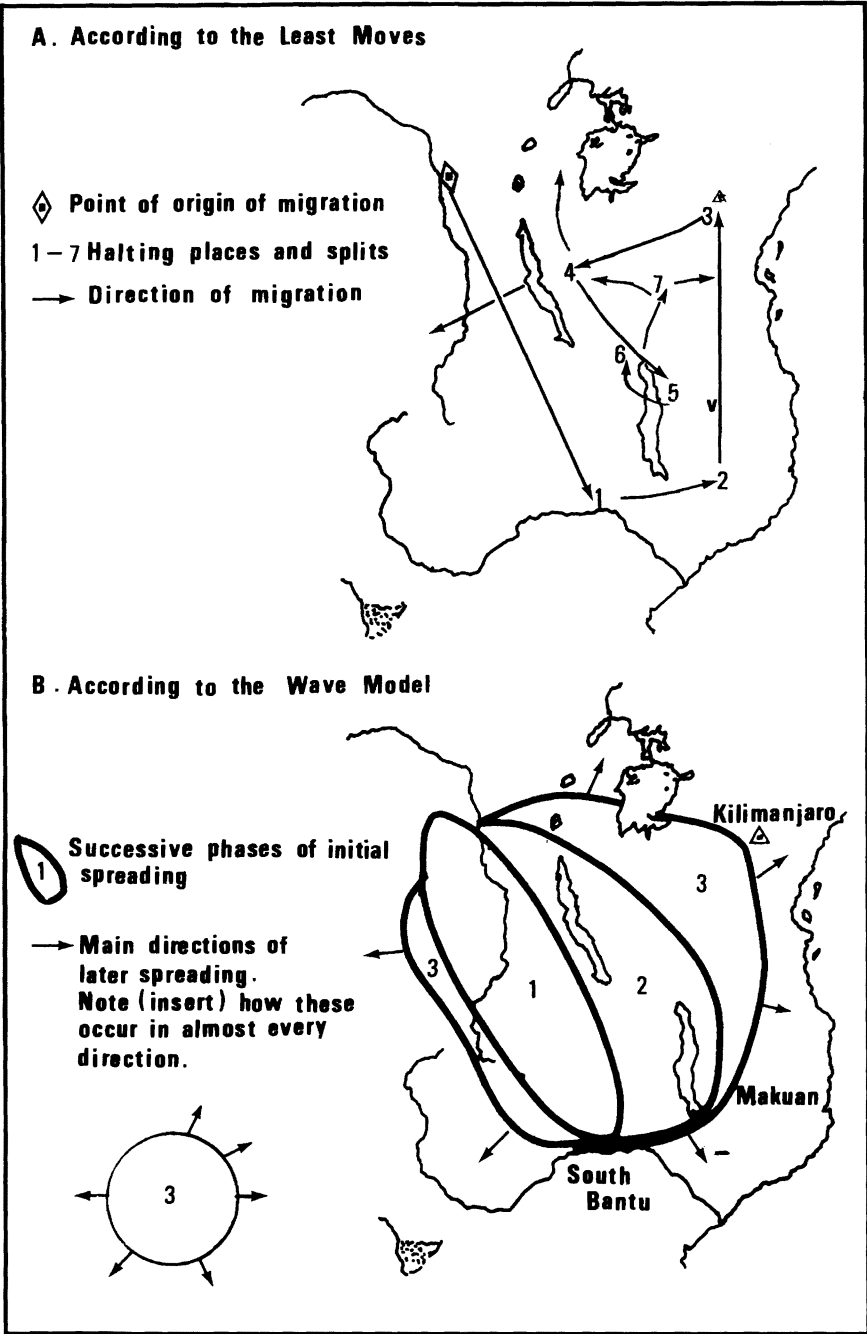 A. According to the Least Moves
Point of origin of migration
1-7 Halting places and splits
Direction of migration
3
4
7
6
5
v
2
1
B. According to the Wave Model
Kilimanjaro
1
Successive phases of initial
spreading
3
Main directions of
later spreading.
Note (insert) how these
occur in almost every
direction.
3
1
2
Makuan
3
South
Bantu